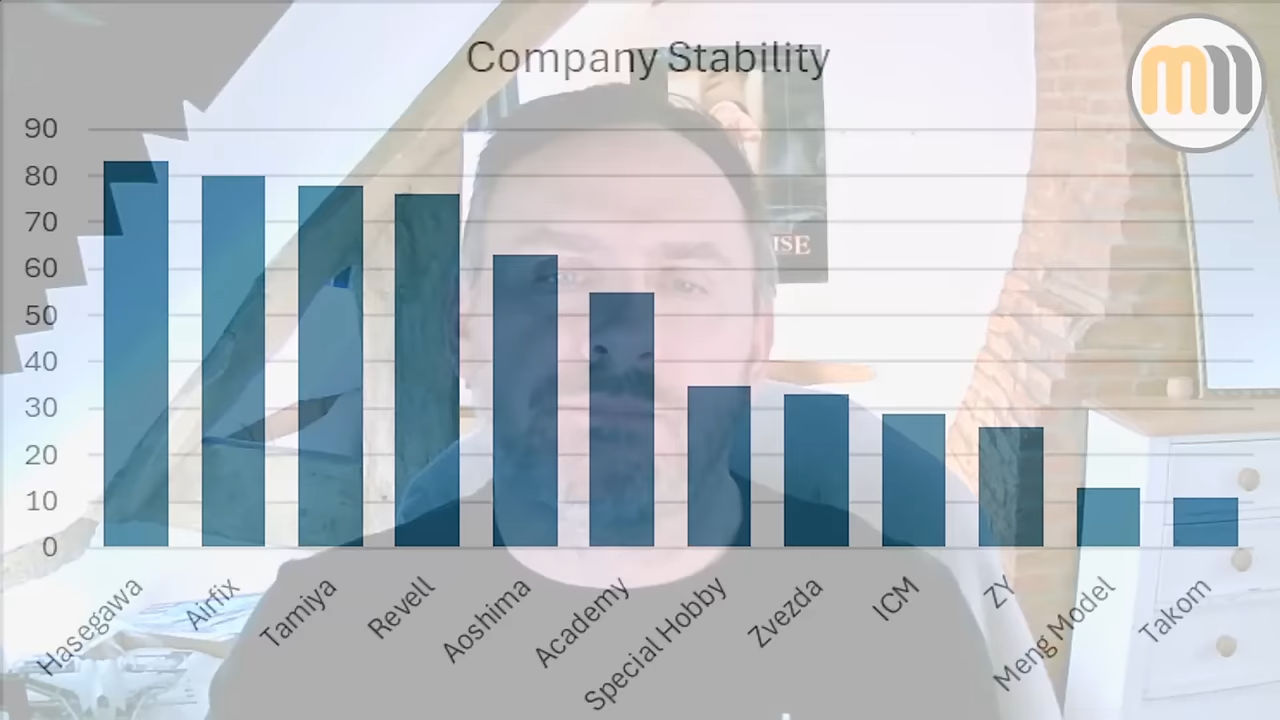 Company Stability
90
80
70
60
50
40
30
20
10
0
Hasegawa
Airfix
Tamiya
Revell
Aoshima
Academy
Special Hobby
Zvezda
ICM
ZY
Meng Model
Takom
ISE
m